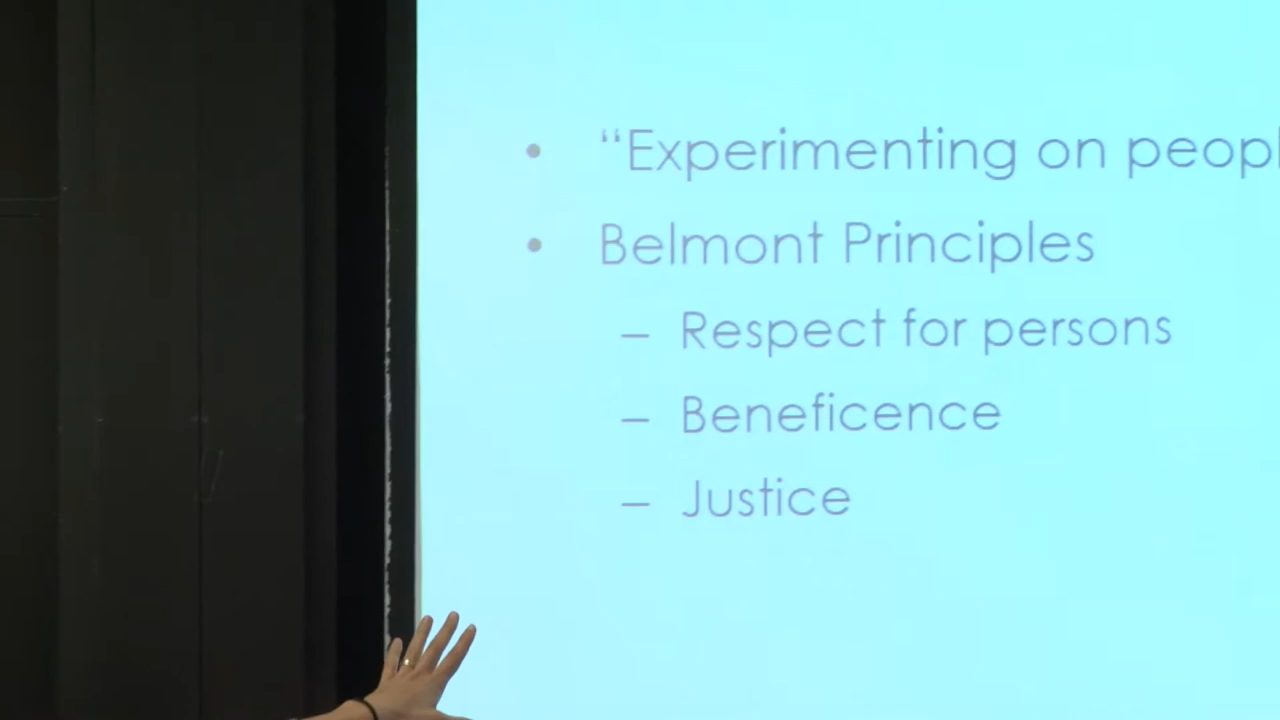 • “Experimenting on peopl
• Belmont Principles
– Respect for persons
– Beneficence
– Justice